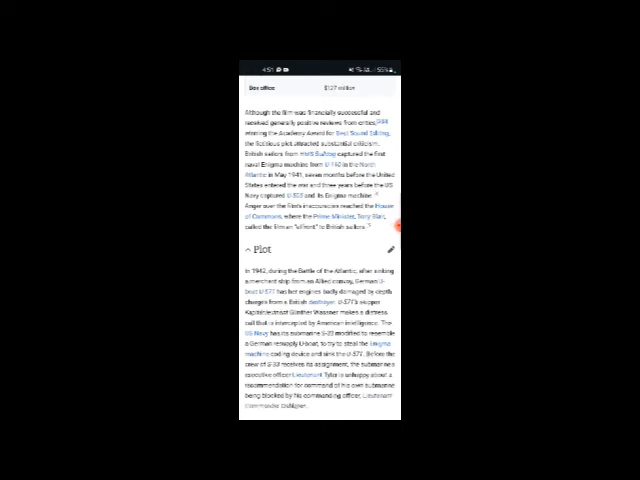 4:51 55%
Box office $127 million
Although the film was financially successful and
received generally positive reviews from critics,
winning the Academy Award for Best Sound Editing,
the fictitious plot attracted substantial criticism.
British sailors from HMS Bulldog captured the first
naval Enigma machine from U-110 in the North
Atlantic in May 1941, seven months before the United
States entered the war and three years before the US
Navy captured U-505 and its Enigma machine.
Anger over the film's inaccuracies reached the House
of Commons, where the Prime Minister, Tony Blair,
called the film an "affront" to British sailors.
Plot
In 1942, during the Battle of the Atlantic, after sinking
a merchant ship from an Allied convoy, German U-
boat U-571 has her engines badly damaged by depth
charges from a British destroyer. U-571's skipper
Kapitänleutnant Günther Wassner makes a distress
call that is intercepted by American intelligence. The
US Navy has its submarine S-33 modified to resemble
a German resupply U-boat, to try to steal the Enigma
machine coding device and sink the U-571. Before the
crew of S-33 receives its assignment, the submarine's
executive officer Lieutenant Tyler is unhappy about a
recommendation for command of his own submarine
being blocked by his commanding officer, Lieutenant
Commander Dahlgren.